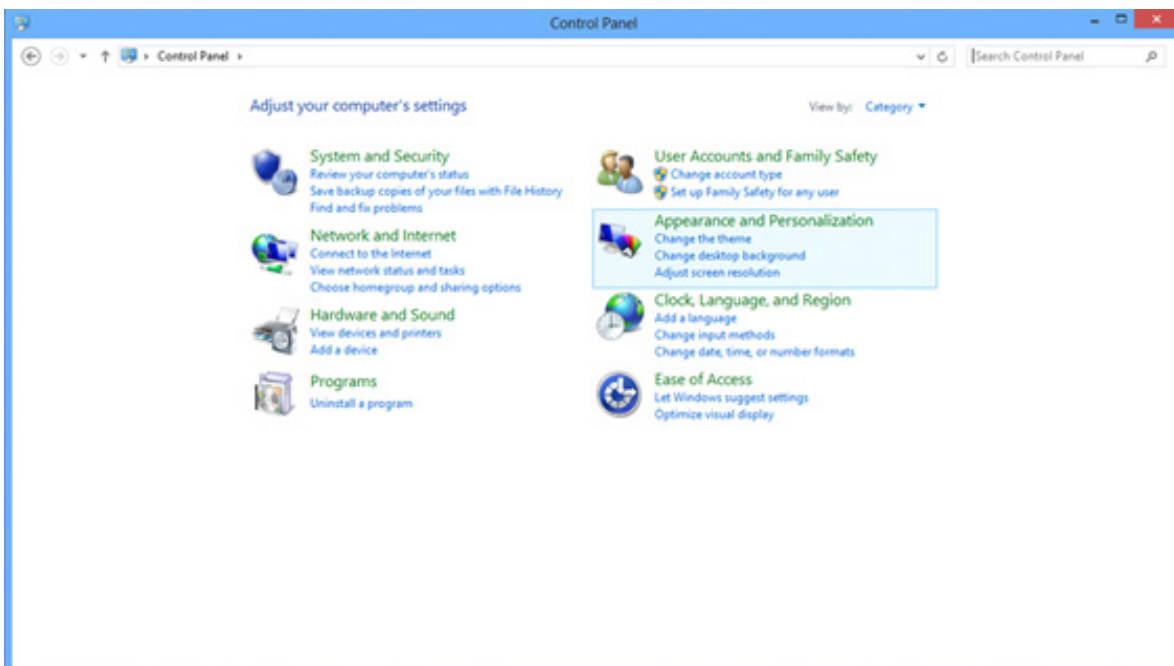 Control Panel
Control Panel
Search Control Panel
Adjust your computer's settings
View by: Category
System and Security
Review your computer's status
Save backup copies of your files with File History
Find and fix problems
Network and Internet
Connect to the Internet
View network status and tasks
Choose homegroup and sharing options
Hardware and Sound
View devices and printers
Add a device
Programs
Uninstall a program
User Accounts and Family Safety
Change account type
Set up Family Safety for any user
Appearance and Personalization
Change the theme
Change desktop background
Adjust screen resolution
Clock, Language, and Region
Add a language
Change input methods
Change date, time, or number formats
Ease of Access
Let Windows suggest settings
Optimize visual display